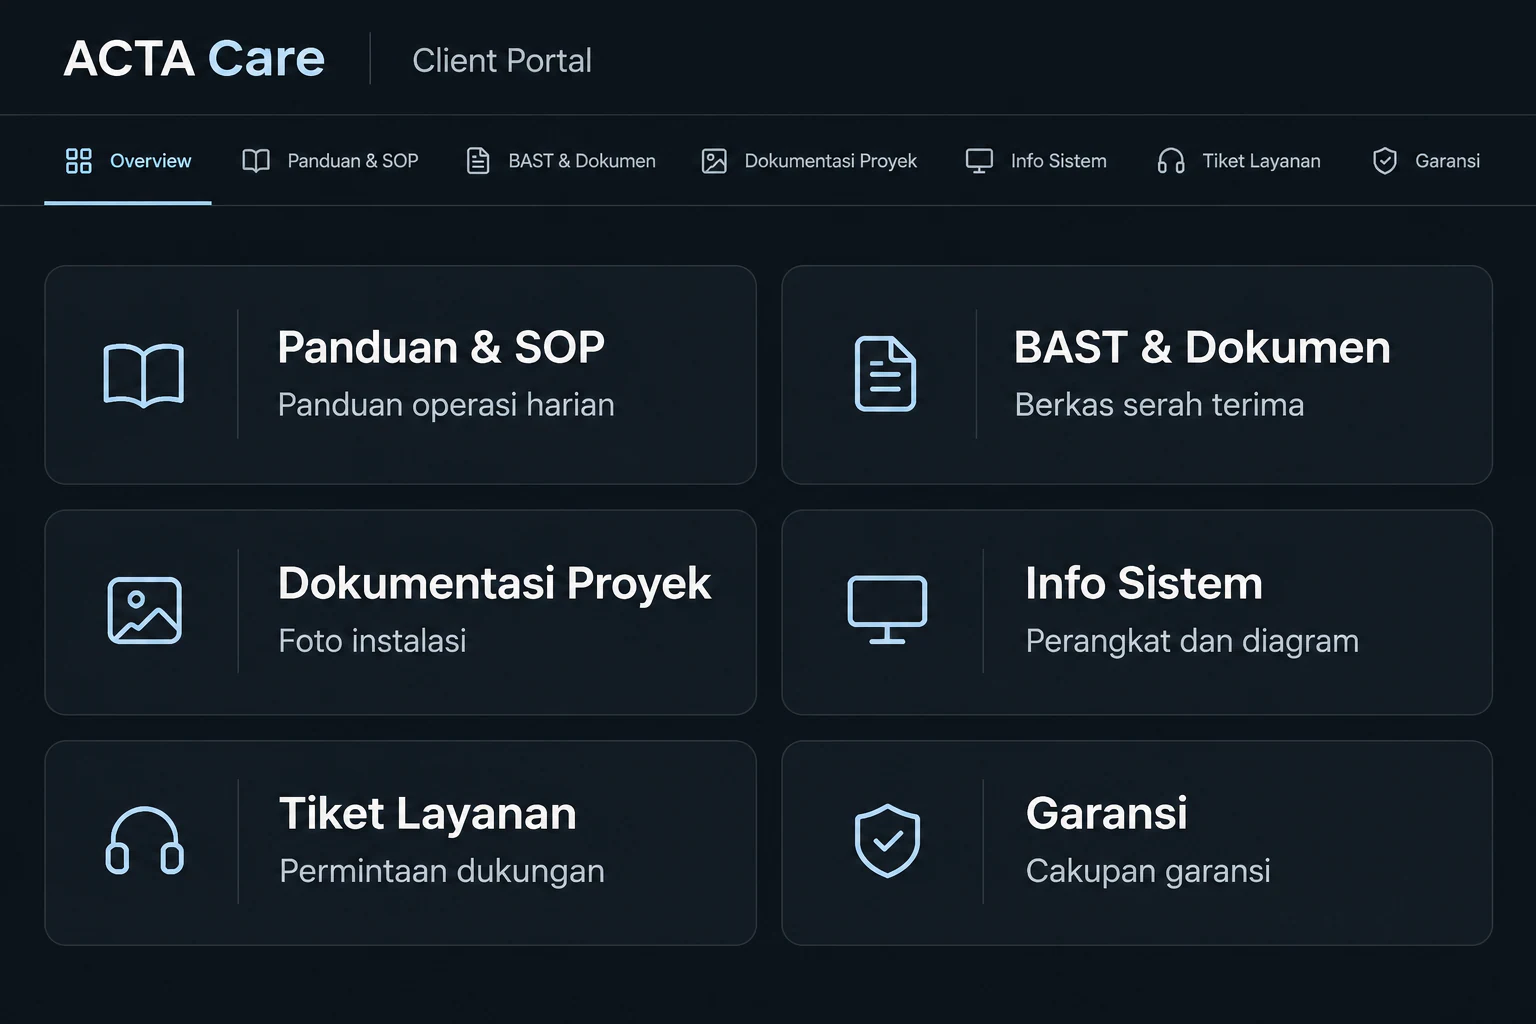 ACTA Care
Client Portal
Overview
Panduan & SOP
BAST & Dokumen
Dokumentasi Proyek
Info Sistem
Tiket Layanan
Garansi
Panduan & SOP
Panduan operasi harian
BAST & Dokumen
Berkas serah terima
Dokumentasi Proyek
Foto instalasi
Info Sistem
Perangkat dan diagram
Tiket Layanan
Permintaan dukungan
Garansi
Cakupan garansi